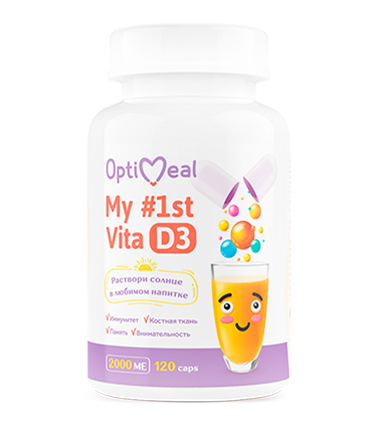 OptiMeal
My #1st
Vita D3
Раствори солнце
в любимом напитке
√Иммунитет √Костная ткань
√Память √Внимательность
2000 МЕ 120 caps